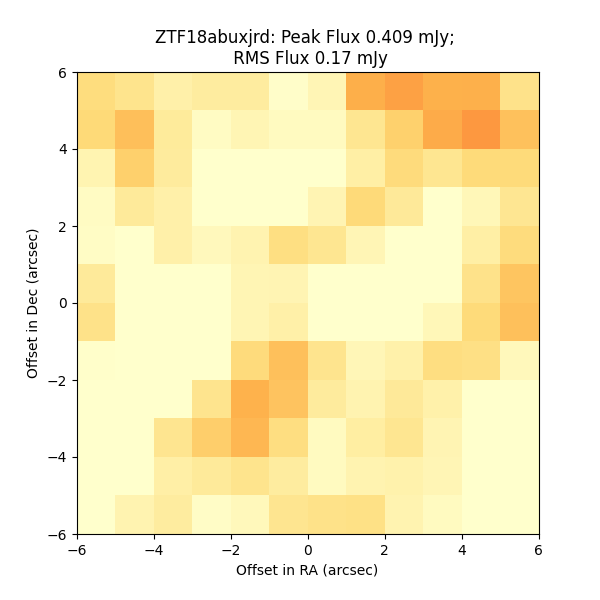 ZTF18abuxjrd: Peak Flux 0.409 mJy;
RMS Flux 0.17 mJy
6
4
2
0
−2
−4
−6
Offset in Dec (arcsec)
−6 −4 −2 0 2 4 6
Offset in RA (arcsec)